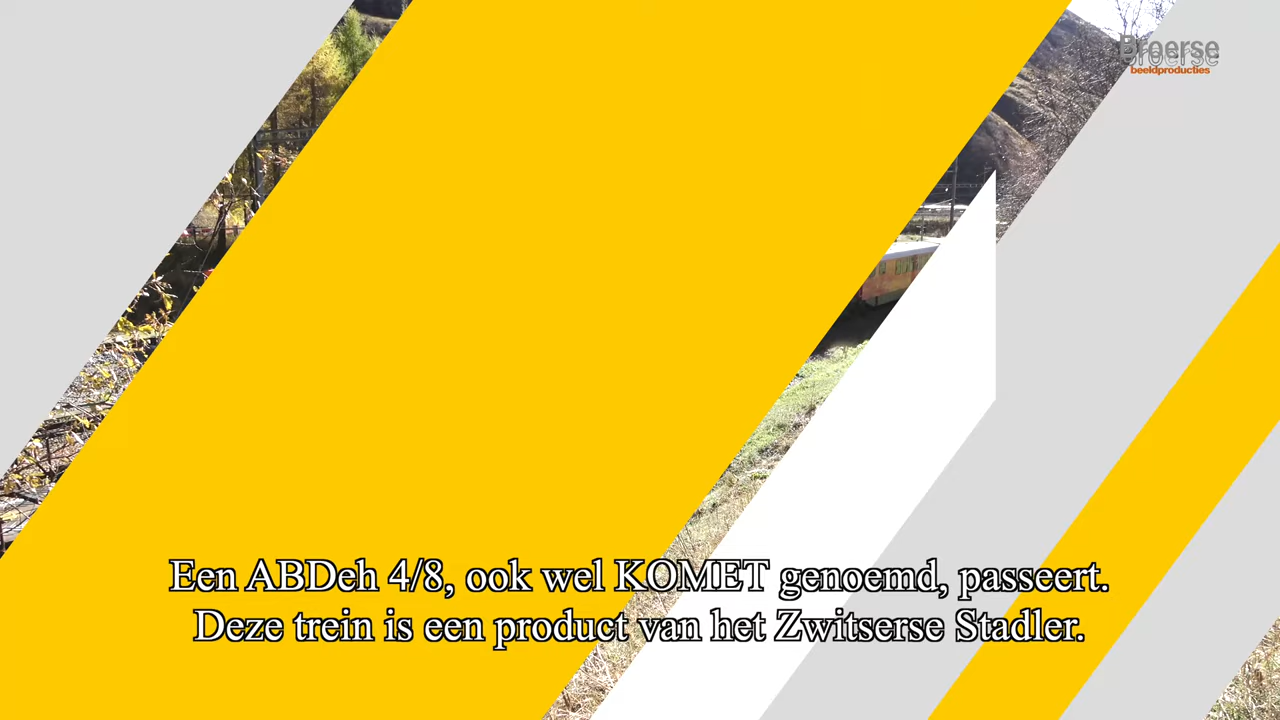 Broerse
beeldproducties
Een ABDeh 4/8, ook wel KOMET genoemd, passeert.
Deze trein is een product van het Zwitserse Stadler.